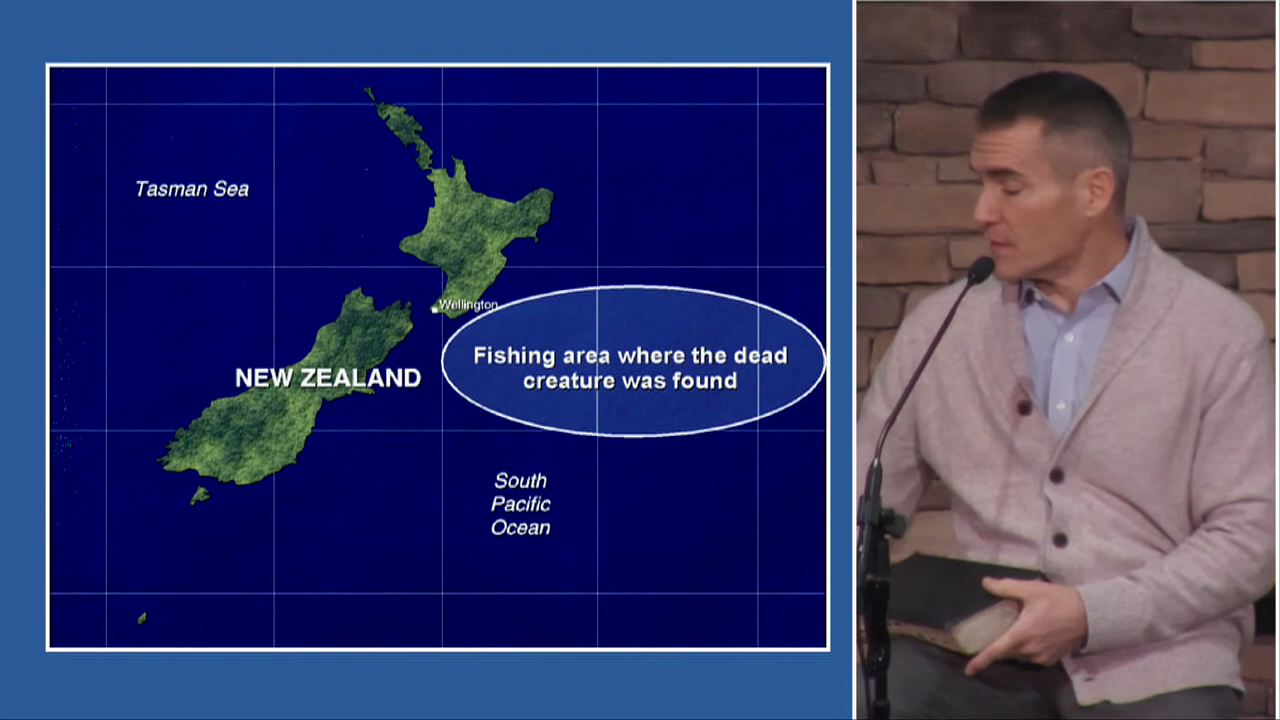 Tasman Sea
Wellington
Fishing area where the dead
creature was found
NEW ZEALAND
South
Pacific
Ocean